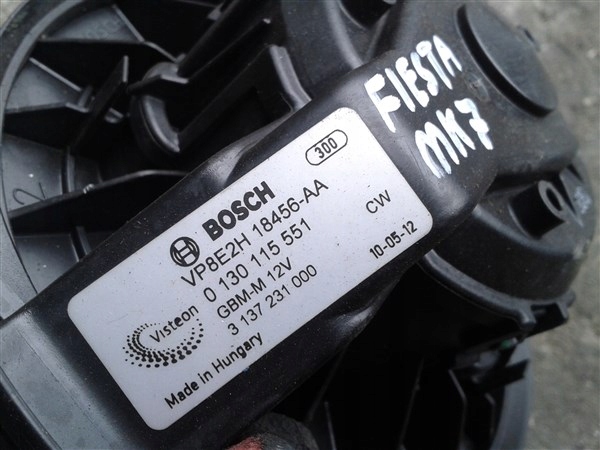 FIESTA
MK7
300
BOSCH
VP8E2H 18456-AA
0 130 115 551
CW
GBM-M 12V
3 137 231 000
10-05-12
Visteon
Made in Hungary
2